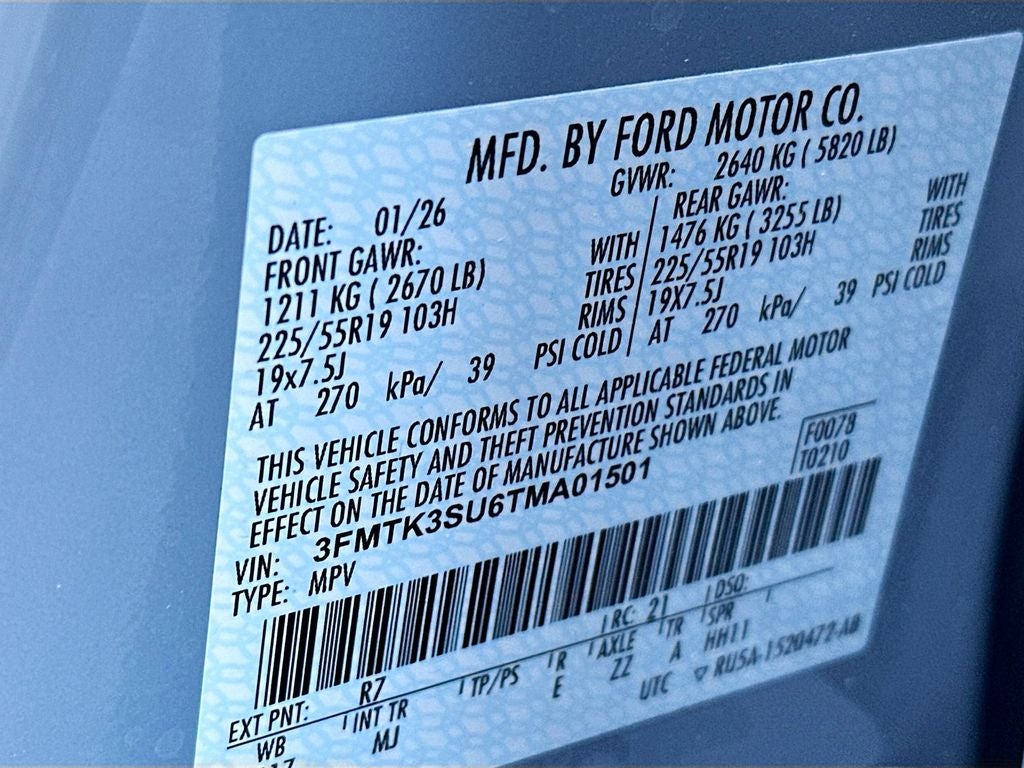 MFD. BY FORD MOTOR CO.
DATE: 01/26
GVWR: 2640 KG ( 5820 LB)
FRONT GAWR:
1211 KG ( 2670 LB) WITH
225/55R19 103H TIRES
19x7.5J RIMS
AT 270 kPa/ 39 PSI COLD
REAR GAWR:
1476 KG ( 3255 LB) WITH
225/55R19 103H TIRES
19X7.5J RIMS
AT 270 kPa/ 39 PSI COLD
THIS VEHICLE CONFORMS TO ALL APPLICABLE FEDERAL MOTOR
VEHICLE SAFETY AND THEFT PREVENTION STANDARDS IN
EFFECT ON THE DATE OF MANUFACTURE SHOWN ABOVE.
VIN: 3FMTK3SU6TMA01501
F0078
T0210
TYPE: MPV
EXT PNT: R7 RC: 21 DSO:
WB INT TR TP/PS R AXLE TR SPR
MJ E ZZ A HH11
UTC RU5A-1520472-AB